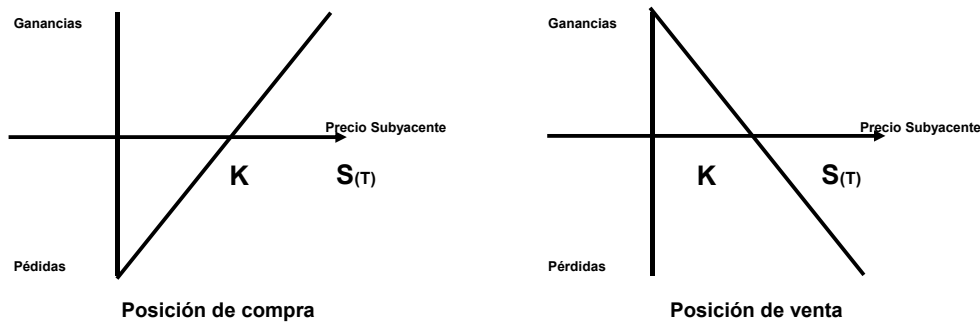 Ganancias
Precio Subyacente
K
S(T)
Pédidas
Posición de compra
Ganancias
Precio Subyacente
K
S(T)
Pérdidas
Posición de venta